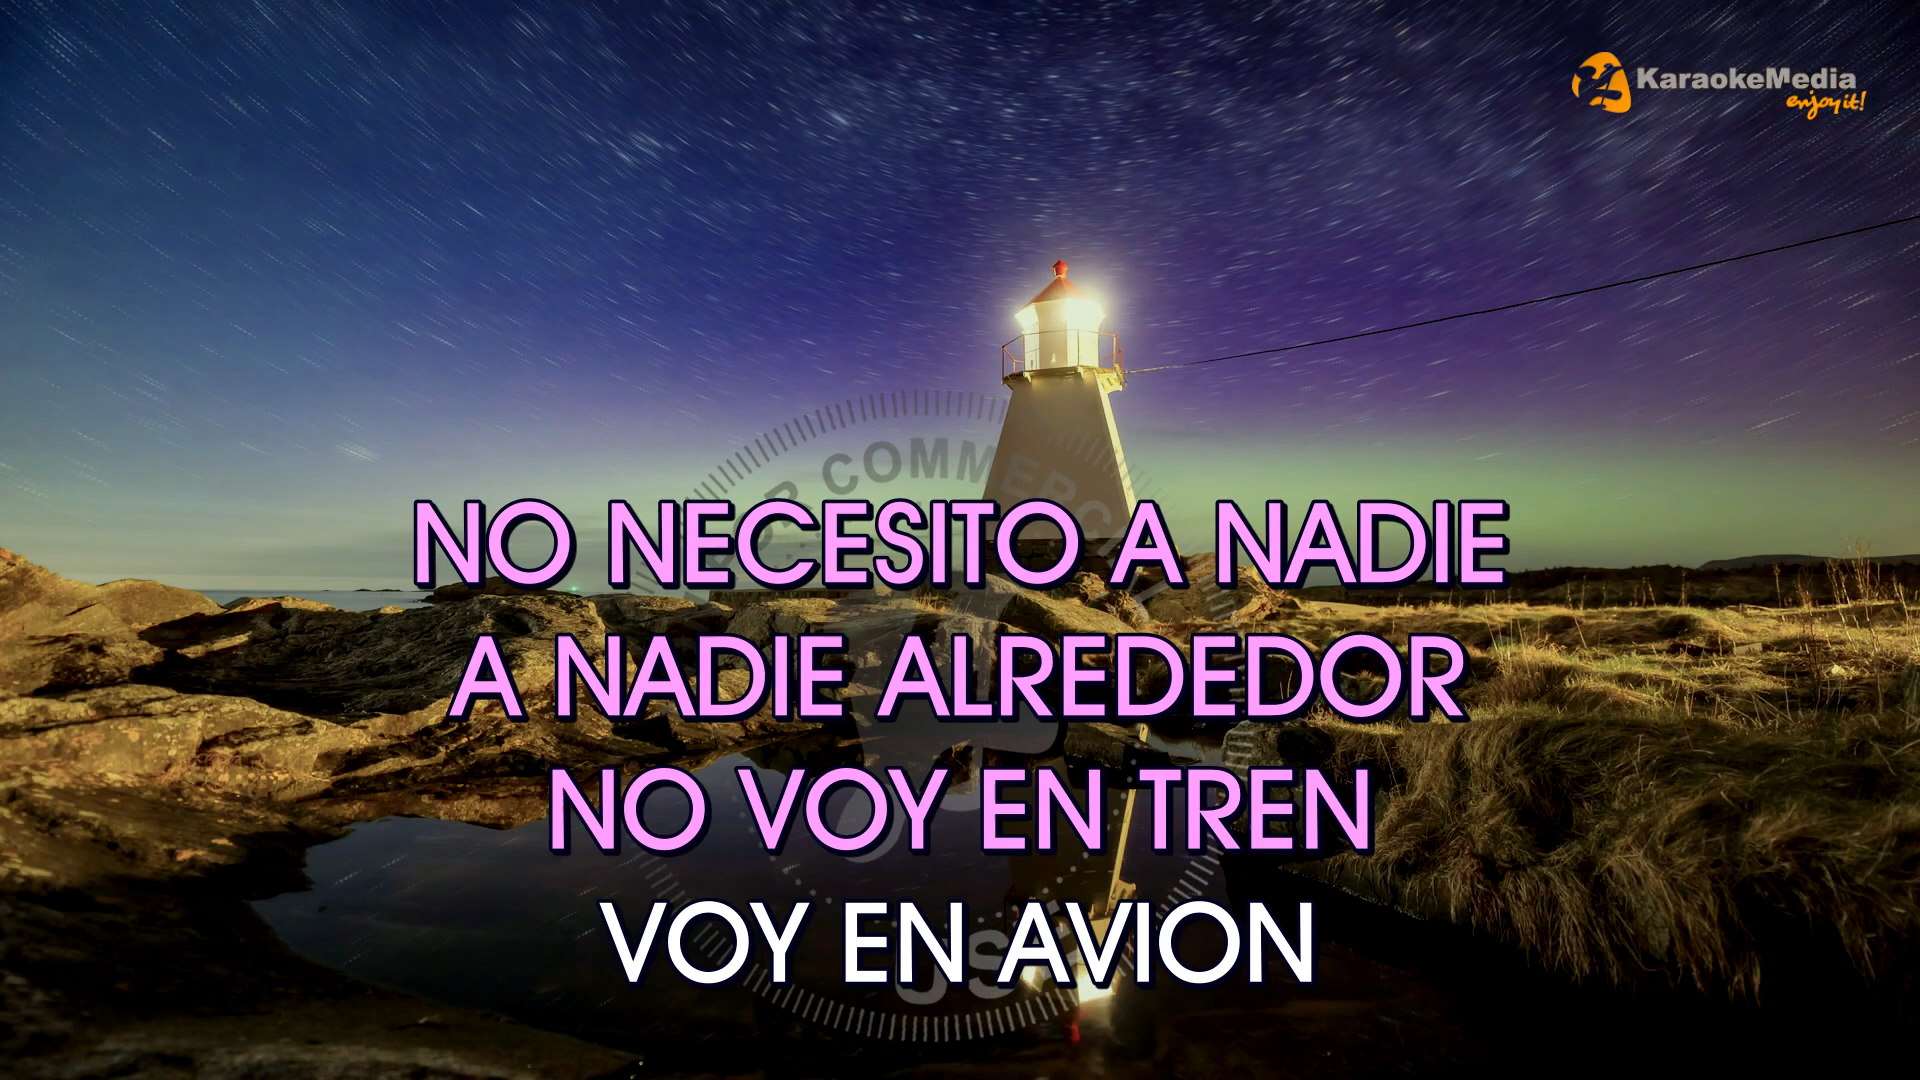 KaraokeMedia
enjoy it!
NO NECESITO A NADIE
A NADIE ALREDEDOR
NO VOY EN TREN
VOY EN AVION